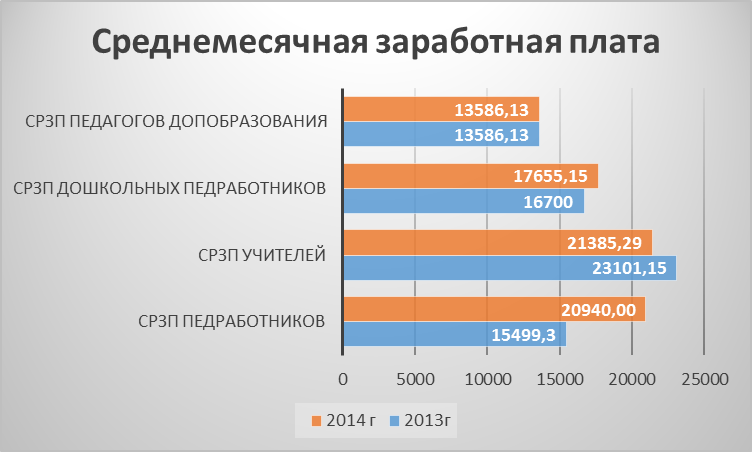 Среднемесячная заработная плата
СРЗП ПЕДАГОГОВ ДОПОБРАЗОВАНИЯ
13586,13
13586,13
СРЗП ДОШКОЛЬНЫХ ПЕДРАБОТНИКОВ
17655,15
16700
СРЗП УЧИТЕЛЕЙ
21385,29
23101,15
СРЗП ПЕДРАБОТНИКОВ
20940,00
15499,3
0 5000 10000 15000 20000 25000
2014 г 2013г